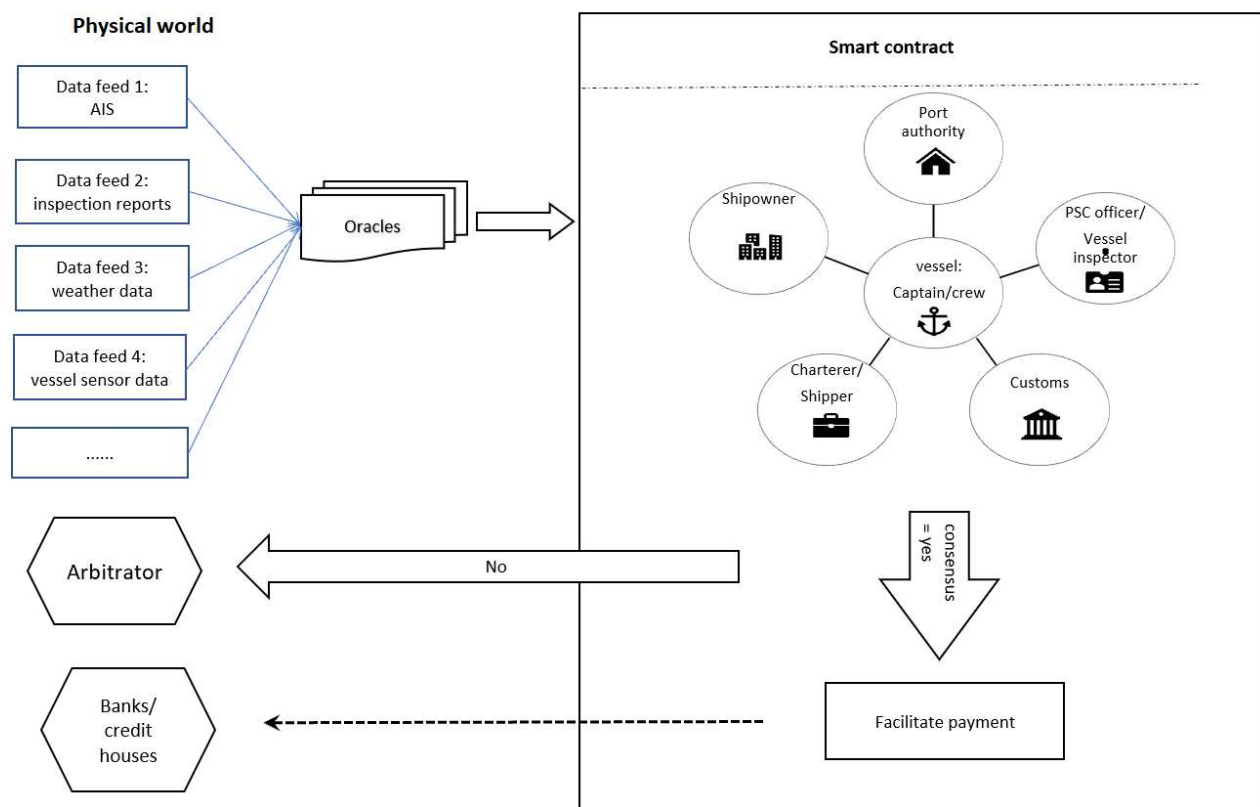 Physical world
Data feed 1:
AIS
Data feed 2:
inspection reports
Data feed 3:
weather data
Data feed 4:
vessel sensor data
......
Oracles
Smart contract
Port
authority
Shipowner
PSC officer/
Vessel
inspector
vessel:
Captain/crew
Charterer/
Shipper
Customs
consensus
= yes
No
Arbitrator
Facilitate payment
Banks/
credit
houses